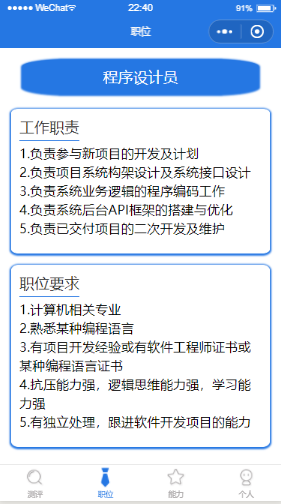 WeChat
22:40
91%
职位
程序设计员
工作职责
1.负责参与新项目的开发及计划
2.负责项目系统构架设计及系统接口设计
3.负责系统业务逻辑的程序编码工作
4.负责系统后台API框架的搭建与优化
5.负责已交付项目的二次开发及维护
职位要求
1.计算机相关专业
2.熟悉某种编程语言
3.有项目开发经验或有软件工程师证书或
某种编程语言证书
4.抗压能力强，逻辑思维能力强，学习能
力强
5.有独立处理，跟进软件开发项目的能力
测评
职位
能力
个人